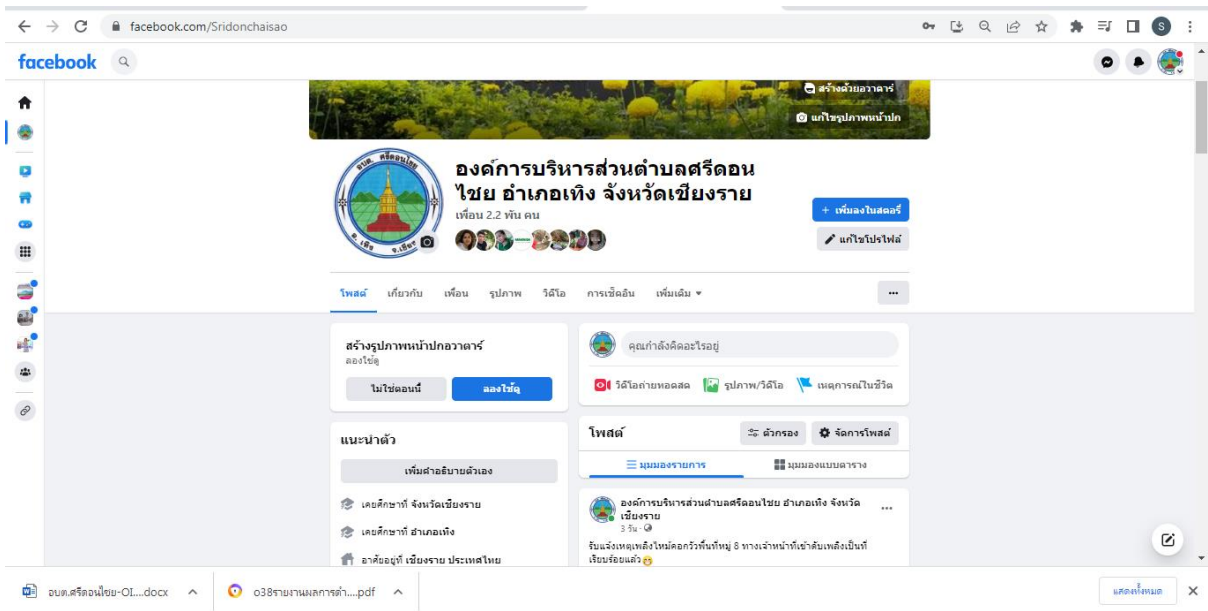 facebook.com/Sridonchaisao
S
facebook
สร้างด้วยอวาตาร์
แก้ไขรูปภาพหน้าปก
อบต. ศรีดอนไชย
อ. เทิง จ.เชียงราย
องค์การบริหารส่วนตำบลศรีดอน
ไชย อำเภอเทิง จังหวัดเชียงราย
เพื่อน 2.2 พัน คน
+ เพิ่มลงในสตอรี่
แก้ไขโปรไฟล์
โพสต์ เกี่ยวกับ เพื่อน รูปภาพ วิดีโอ การเช็คอิน เพิ่มเติม
สร้างรูปภาพหน้าปกอวาตาร์
ลองใช้ดู
ไม่ใช่ตอนนี้ ลองใช้ดู
แนะนำตัว
เพิ่มคำอธิบายตัวเอง
เคยศึกษาที่ จังหวัดเชียงราย
เคยศึกษาที่ อำเภอเทิง
อาศัยอยู่ที่ เชียงราย ประเทศไทย
คุณกำลังคิดอะไรอยู่
วิดีโอถ่ายทอดสด รูปภาพ/วิดีโอ เหตุการณ์ในชีวิต
โพสต์ ตัวกรอง จัดการโพสต์
มุมมองรายการ มุมมองแบบตาราง
องค์การบริหารส่วนตำบลศรีดอนไชย อำเภอเทิง จังหวัด
เชียงราย
3 วัน ·
รับแจ้งเหตุเพลิงไหม้คอกวัวพื้นที่หมู่ 8 ทางเจ้าหน้าที่เข้าดับเพลิงเป็นที่
เรียบร้อยแล้ว
อบต.ศรีดอนไชย-OI....docx o38รายงานผลการดำ....pdf แสดงทั้งหมด